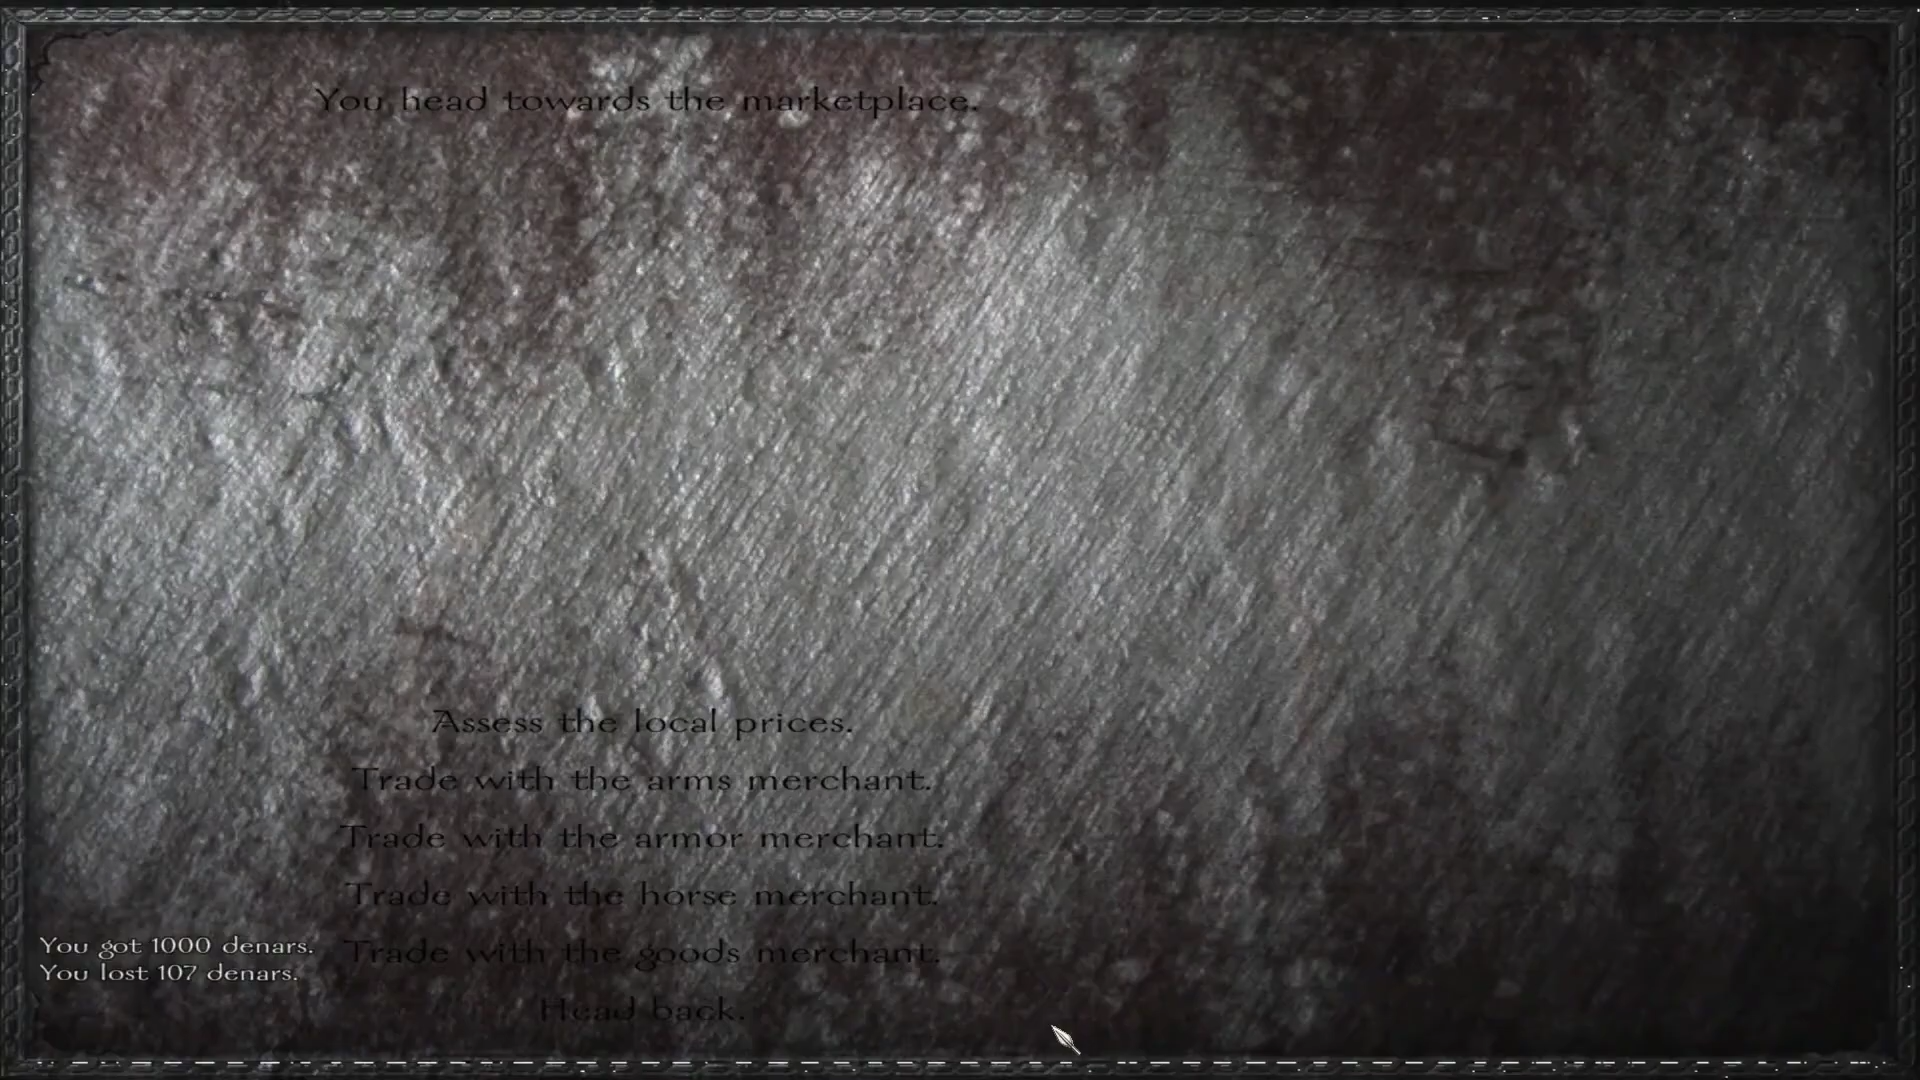 You head towards the marketplace.
Assess the local prices.
Trade with the arms merchant.
Trade with the armor merchant.
Trade with the horse merchant.
Trade with the goods merchant.
Head back.
You got 1000 denars.
You lost 107 denars.